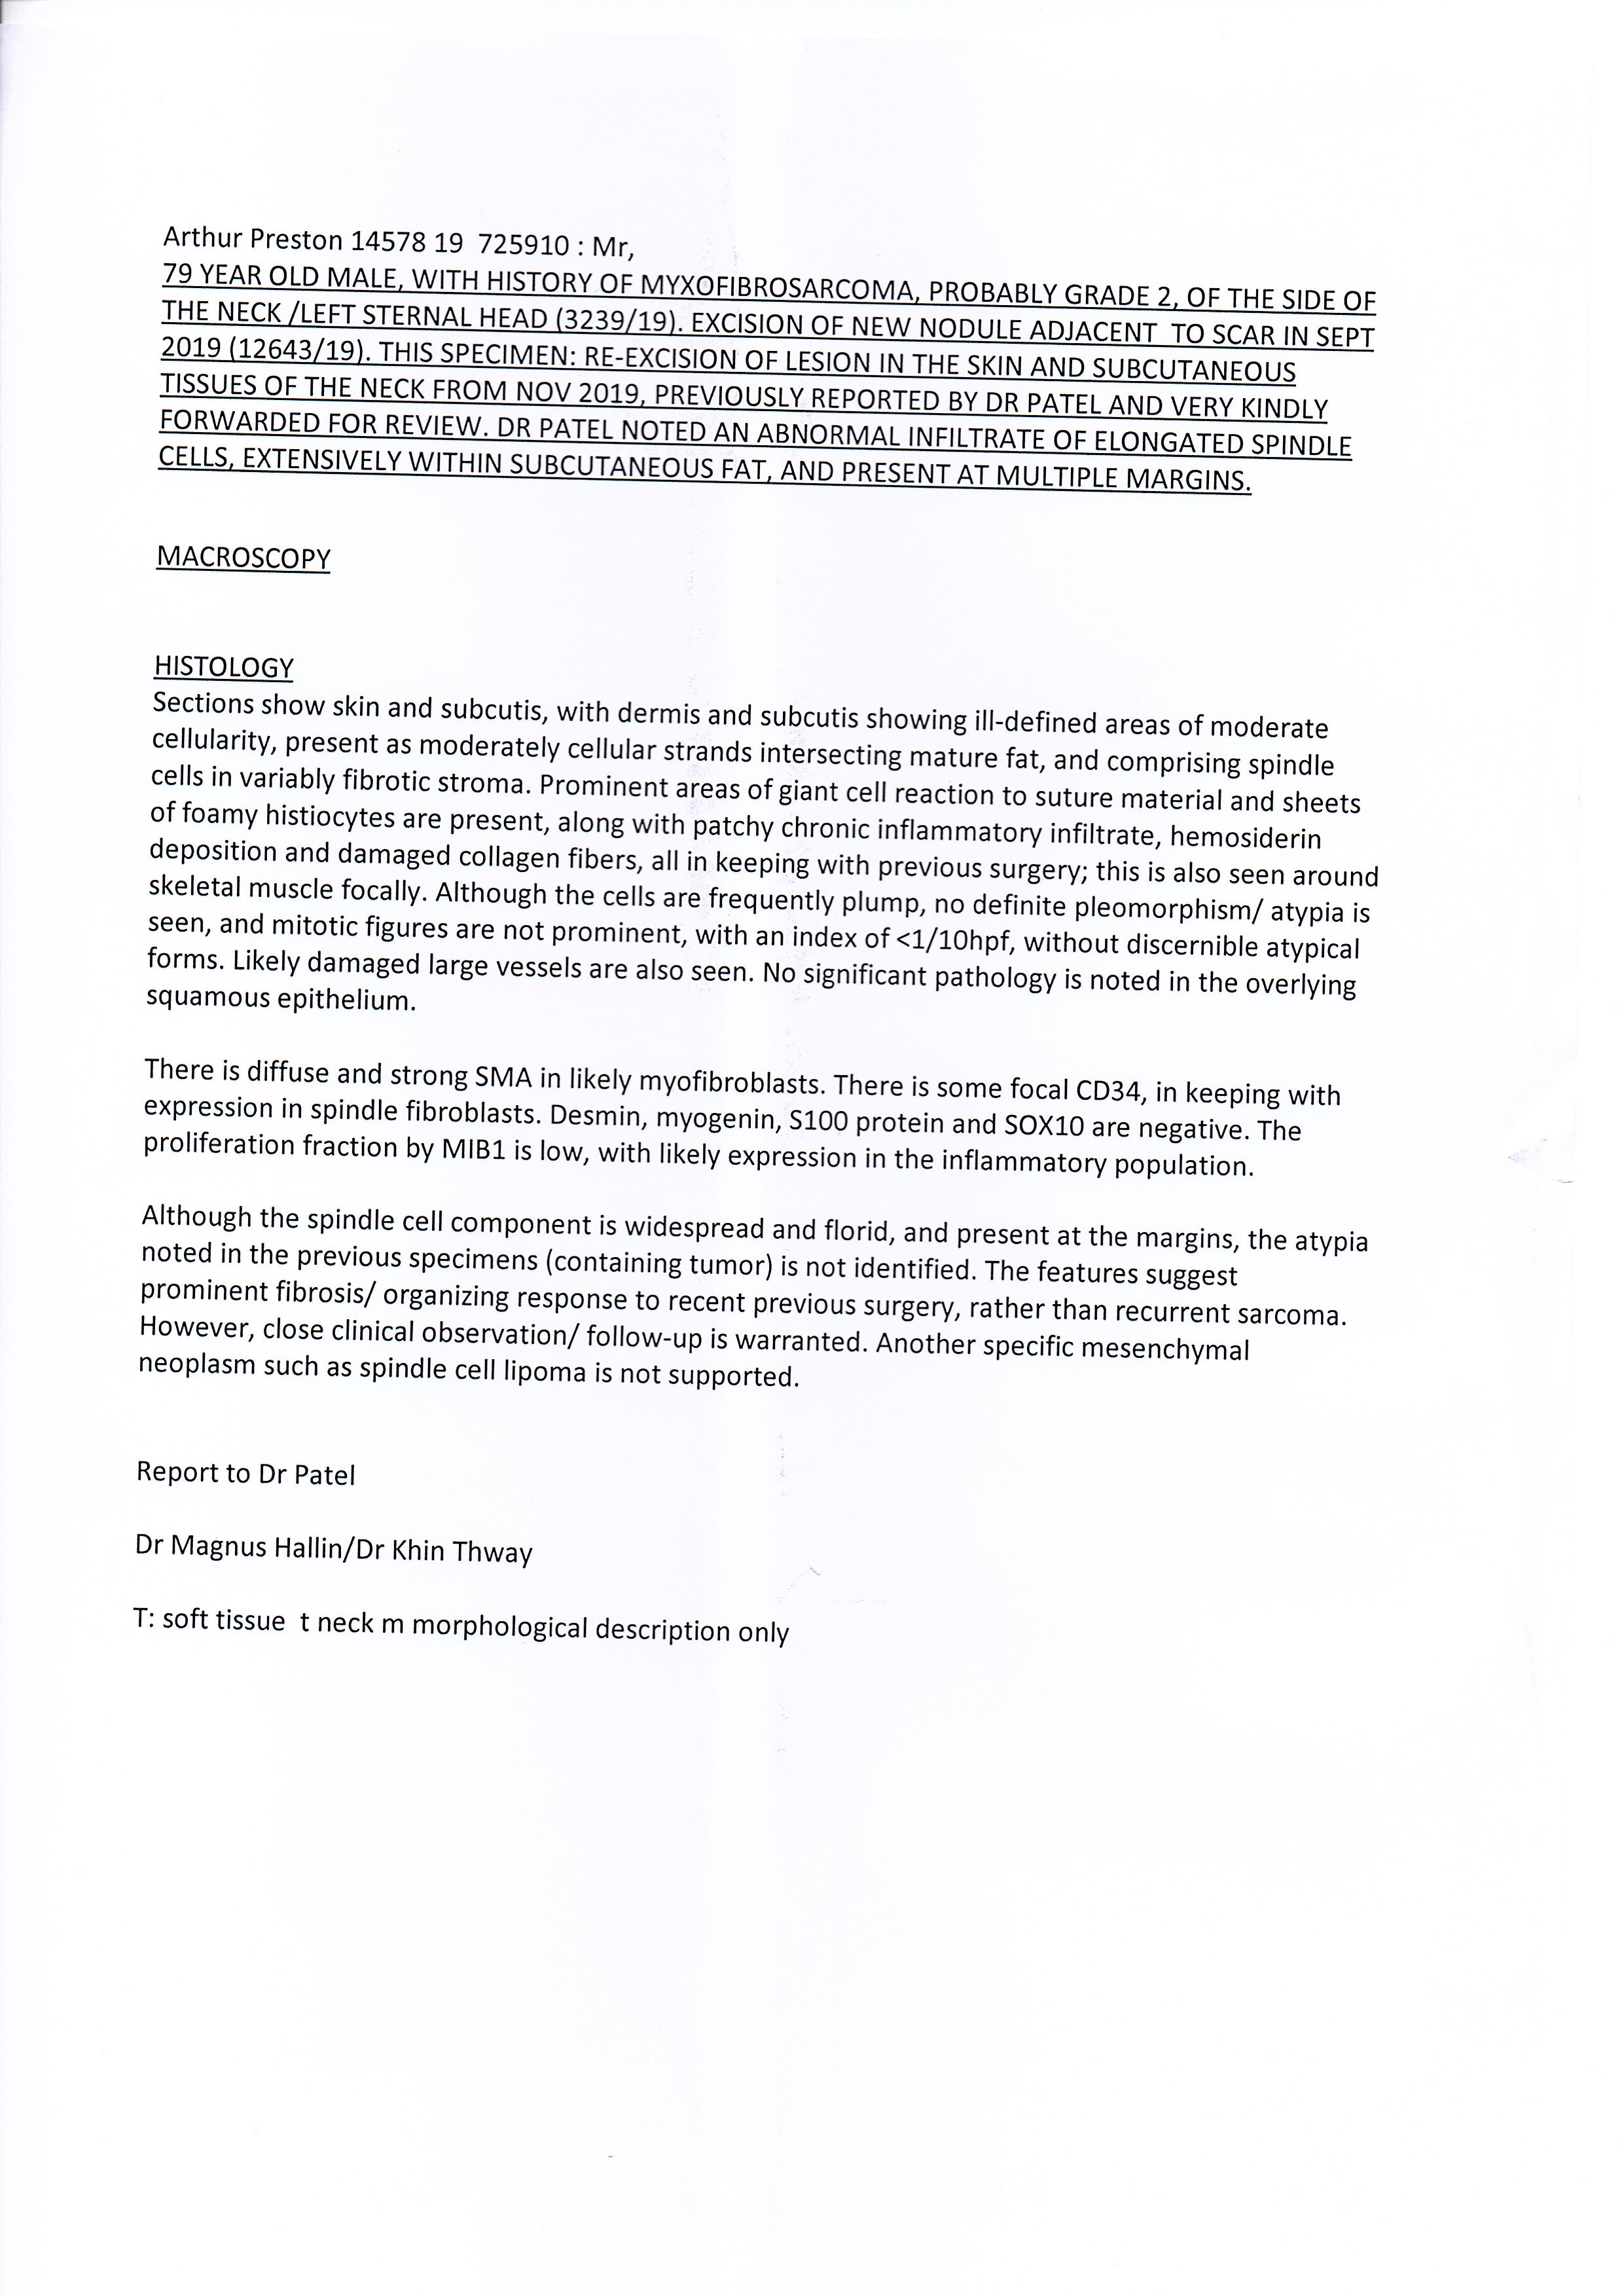 Arthur Preston 14578 19  725910 : Mr,
79 YEAR OLD MALE, WITH HISTORY OF MYXOFIBROSARCOMA, PROBABLY GRADE 2, OF THE SIDE OF
THE NECK /LEFT STERNAL HEAD (3239/19). EXCISION OF NEW NODULE ADJACENT  TO SCAR IN SEPT
2019 (12643/19). THIS SPECIMEN: RE-EXCISION OF LESION IN THE SKIN AND SUBCUTANEOUS
TISSUES OF THE NECK FROM NOV 2019, PREVIOUSLY REPORTED BY DR PATEL AND VERY KINDLY
FORWARDED FOR REVIEW. DR PATEL NOTED AN ABNORMAL INFILTRATE OF ELONGATED SPINDLE
CELLS, EXTENSIVELY WITHIN SUBCUTANEOUS FAT, AND PRESENT AT MULTIPLE MARGINS.
MACROSCOPY
HISTOLOGY
Sections show skin and subcutis, with dermis and subcutis showing ill-defined areas of moderate
cellularity, present as moderately cellular strands intersecting mature fat, and comprising spindle
cells in variably fibrotic stroma. Prominent areas of giant cell reaction to suture material and sheets
of foamy histiocytes are present, along with patchy chronic inflammatory infiltrate, hemosiderin
deposition and damaged collagen fibers, all in keeping with previous surgery; this is also seen around
skeletal muscle focally. Although the cells are frequently plump, no definite pleomorphism/ atypia is
seen, and mitotic figures are not prominent, with an index of <1/10hpf, without discernible atypical
forms. Likely damaged large vessels are also seen. No significant pathology is noted in the overlying
squamous epithelium.
There is diffuse and strong SMA in likely myofibroblasts. There is some focal CD34, in keeping with
expression in spindle fibroblasts. Desmin, myogenin, S100 protein and SOX10 are negative. The
proliferation fraction by MIB1 is low, with likely expression in the inflammatory population.
Although the spindle cell component is widespread and florid, and present at the margins, the atypia
noted in the previous specimens (containing tumor) is not identified. The features suggest
prominent fibrosis/ organizing response to recent previous surgery, rather than recurrent sarcoma.
However, close clinical observation/ follow-up is warranted. Another specific mesenchymal
neoplasm such as spindle cell lipoma is not supported.
Report to Dr Patel
Dr Magnus Hallin/Dr Khin Thway
T: soft tissue  t neck m morphological description only